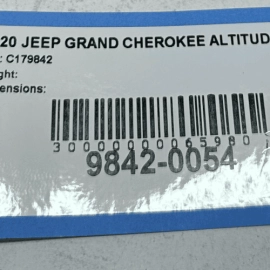 20 JEEP GRAND CHEROKEE ALTITUD
: C179842
ght:
ensions:
3000000065980
9842-0054